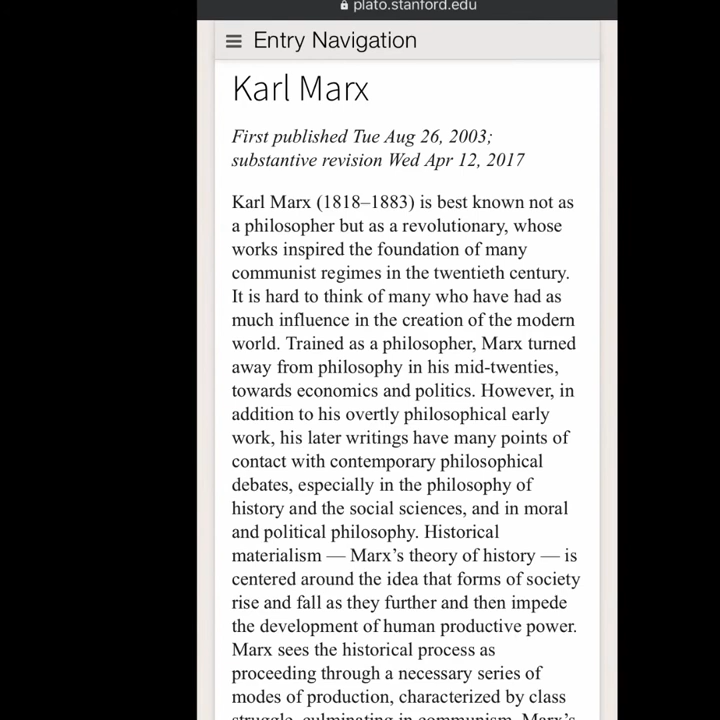 plato.stanford.edu
Entry Navigation
Karl Marx
First published Tue Aug 26, 2003;
substantive revision Wed Apr 12, 2017
Karl Marx (1818–1883) is best known not as
a philosopher but as a revolutionary, whose
works inspired the foundation of many
communist regimes in the twentieth century.
It is hard to think of many who have had as
much influence in the creation of the modern
world. Trained as a philosopher, Marx turned
away from philosophy in his mid-twenties,
towards economics and politics. However, in
addition to his overtly philosophical early
work, his later writings have many points of
contact with contemporary philosophical
debates, especially in the philosophy of
history and the social sciences, and in moral
and political philosophy. Historical
materialism — Marx’s theory of history — is
centered around the idea that forms of society
rise and fall as they further and then impede
the development of human productive power.
Marx sees the historical process as
proceeding through a necessary series of
modes of production, characterized by class
struggle, culminating in communism. Marx’s